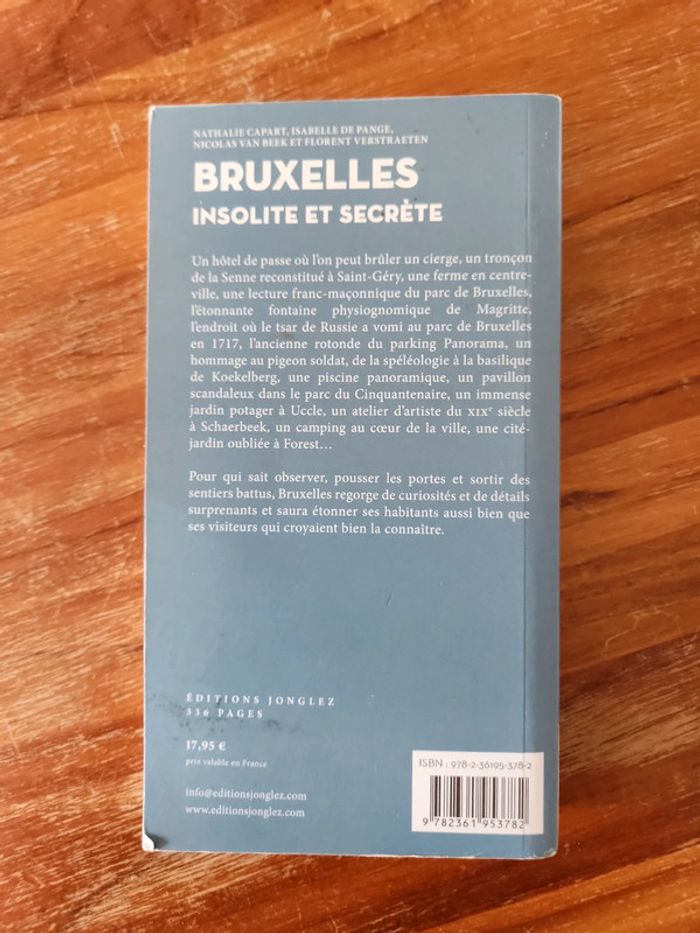 NATHALIE CAPART, ISABELLE DE PANGE,
NICOLAS VAN BEEK ET FLORENT VERSTRAETEN
BRUXELLES
INSOLITE ET SECRÈTE
Un hôtel de passe où l'on peut brûler un cierge, un tronçon
de la Senne reconstitué à Saint-Géry, une ferme en centre-
ville, une lecture franc-maçonnique du parc de Bruxelles,
l'étonnante fontaine physiognomique de Magritte,
l'endroit où le tsar de Russie a vomi au parc de Bruxelles
en 1717, l'ancienne rotonde du parking Panorama, un
hommage au pigeon soldat, de la spéléologie à la basilique
de Koekelberg, une piscine panoramique, un pavillon
scandaleux dans le parc du Cinquantenaire, un immense
jardin potager à Uccle, un atelier d'artiste du XIXe siècle
à Schaerbeek, un camping au cœur de la ville, une cité-
jardin oubliée à Forest…
Pour qui sait observer, pousser les portes et sortir des
sentiers battus, Bruxelles regorge de curiosités et de détails
surprenants et saura étonner ses habitants aussi bien que
ses visiteurs qui croyaient bien la connaître.
ÉDITIONS JONGLEZ
336 PAGES
17,95 €
prix valable en France
info@editionsjonglez.com
www.editionsjonglez.com
ISBN : 978-2-36195-378-2
9 782361 953782